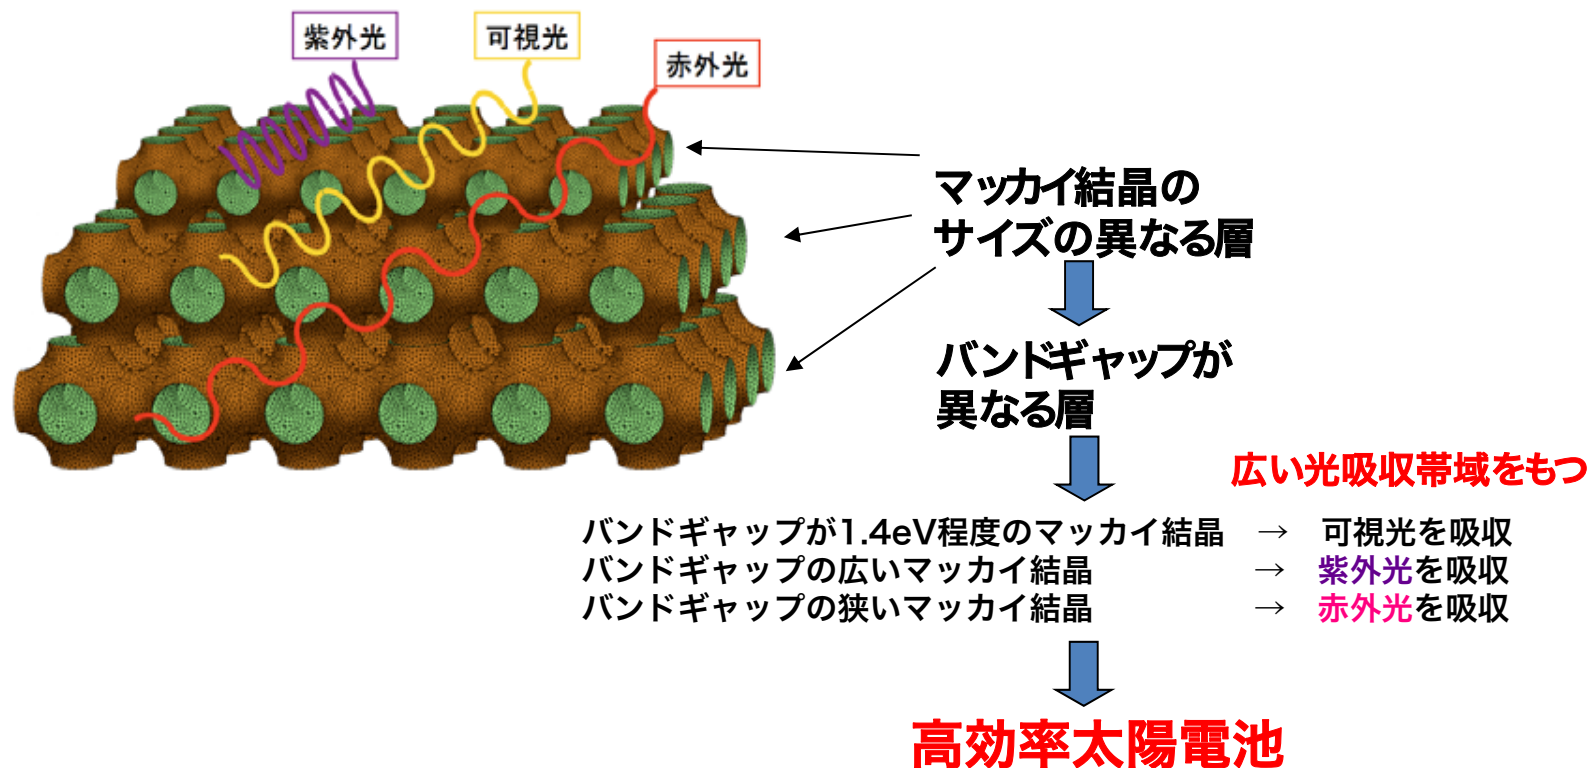 紫外光
可視光
赤外光
マッカイ結晶の
サイズの異なる層
バンドギャップが
異なる層
広い光吸収帯域をもつ
バンドギャップが1.4eV程度のマッカイ結晶 → 可視光を吸収
バンドギャップの広いマッカイ結晶 → 紫外光を吸収
バンドギャップの狭いマッカイ結晶 → 赤外光を吸収
高効率太陽電池